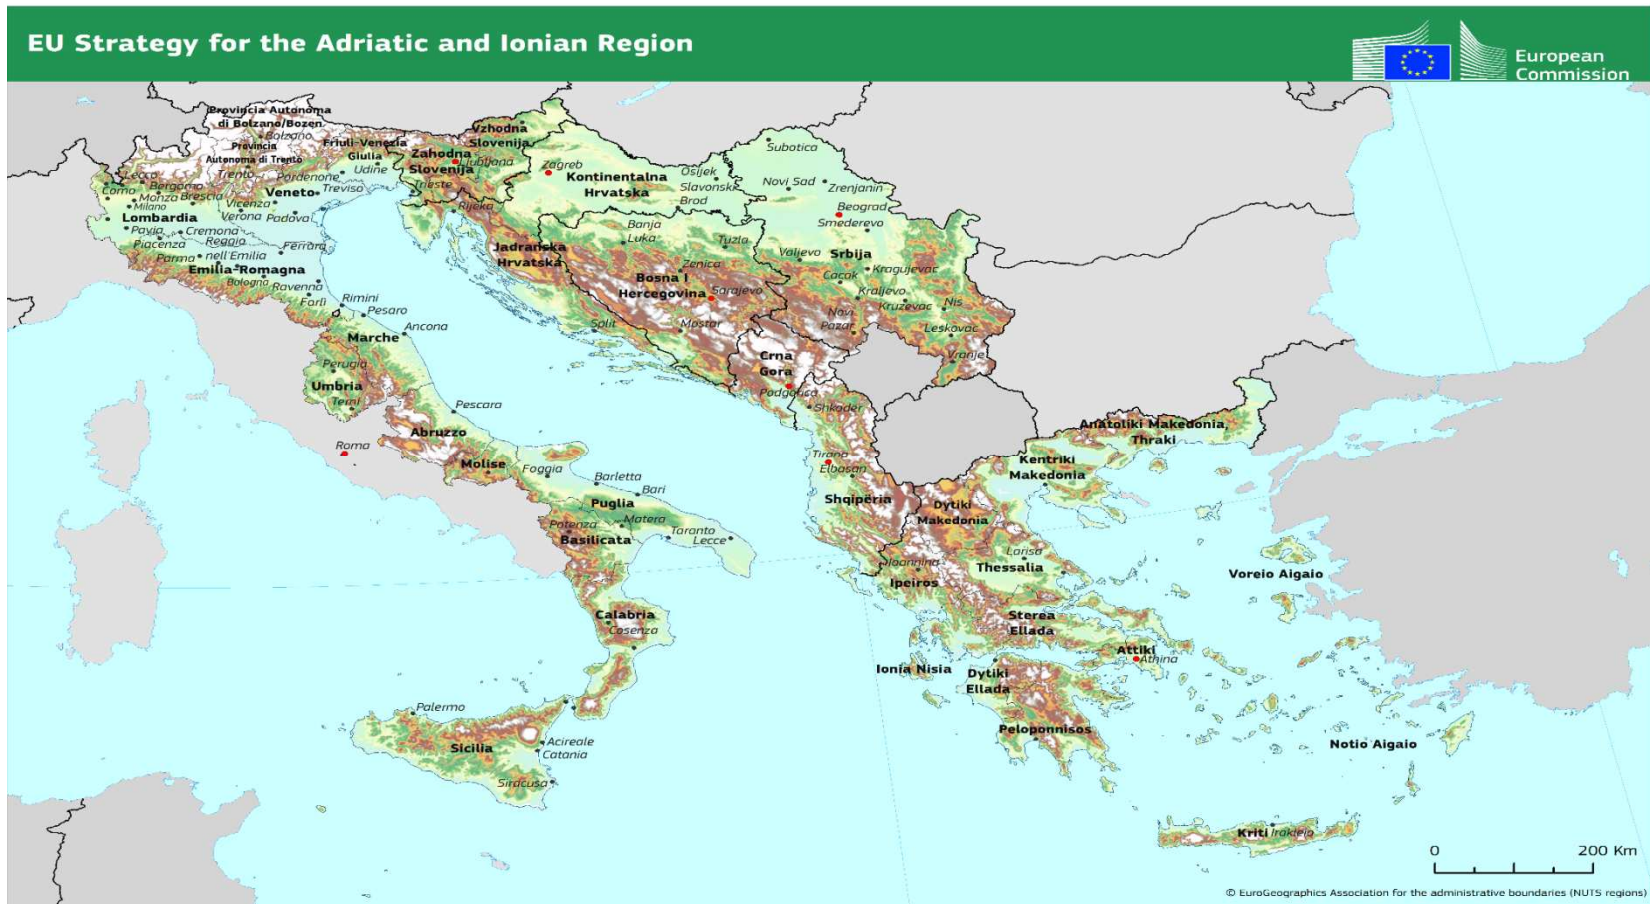 EU Strategy for the Adriatic and Ionian Region
European
Commission
Provincia Autonoma
di Bolzano/Bozen
Bolzano
Provincia
Autonoma di Trento
Trento
Friuli-Venezia
Giulia
Udine
Pordenone
Vzhodna
Slovenija
Zahodna
Slovenija
Ljubljana
Trieste
Lecco
Como
Bergamo
Monza
Brescia
Milano
Lombardia
Pavia
Cremona
Piacenza
Veneto
Treviso
Vicenza
Verona
Padova
Reggio
nell'Emilia
Ferrara
Parma
Emilia-Romagna
Bologna
Ravenna
Forlì
Rimini
Pesaro
Ancona
Marche
Perugia
Umbria
Terni
Pescara
Abruzzo
Roma
Molise
Foggia
Barletta
Bari
Puglia
Potenza
Matera
Basilicata
Taranto
Lecce
Calabria
Cosenza
Palermo
Sicilia
Acireale
Catania
Siracusa
Zagreb
Kontinentalna
Hrvatska
Osijek
Slavonski
Brod
Rijeka
Jadranska
Hrvatska
Split
Banja
Luka
Tuzla
Zenica
Bosna I
Hercegovina
Sarajevo
Mostar
Subotica
Novi Sad
Zrenjanin
Beograd
Smederevo
Valjevo
Srbija
Cacak
Kragujevac
Kraljevo
Kruzevac
Nis
Novi
Pazar
Leskovac
Vranje
Crna
Gora
Podgorica
Shkoder
Tirana
Elbasan
Shqipëria
Anatoliki Makedonia,
Thraki
Kentriki
Makedonia
Dytiki
Makedonia
Larisa
Thessalia
Ioannina
Ipeiros
Voreio Aigaio
Sterea
Ellada
Attiki
Athina
Ionia Nisia
Dytiki
Ellada
Peloponnisos
Notio Aigaio
Kriti
Irakleio
0 200 Km
© EuroGeographics Association for the administrative boundaries (NUTS regions)